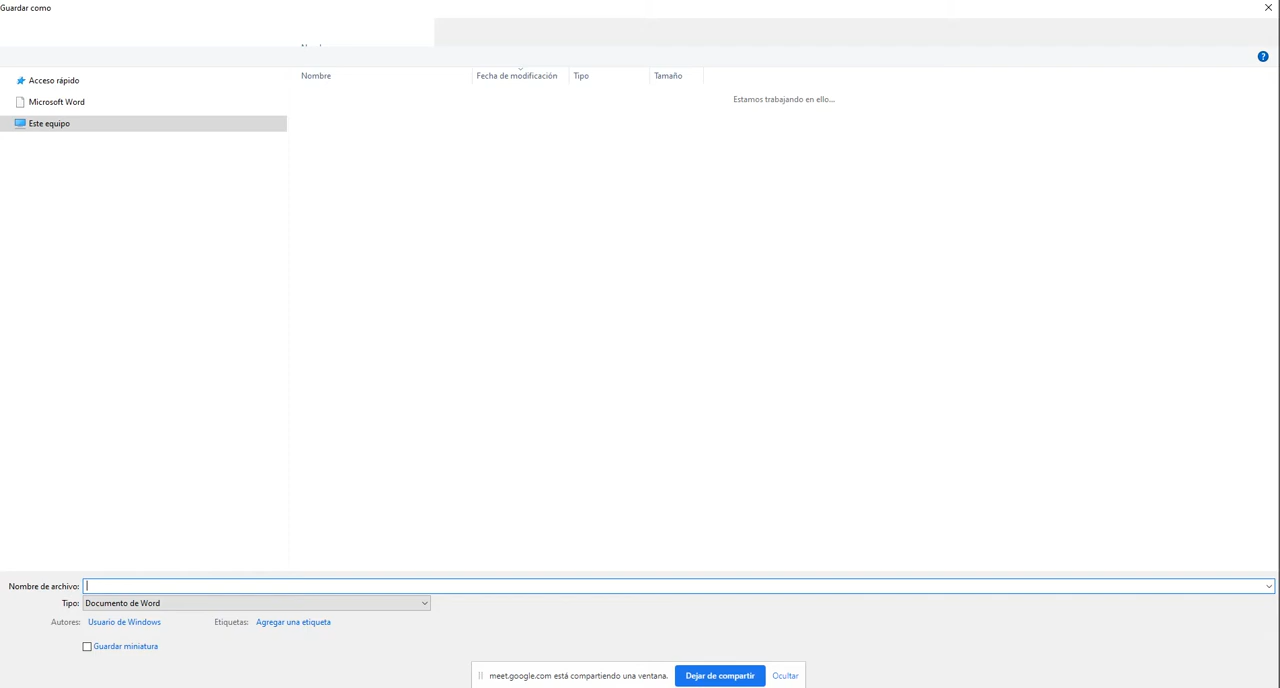 Guardar como
Nombre Fecha de modificación Tipo Tamaño
Acceso rápido
Microsoft Word
Este equipo
Estamos trabajando en ello...
Nombre de archivo:
Tipo: Documento de Word
Autores: Usuario de Windows Etiquetas: Agregar una etiqueta
Guardar miniatura
meet.google.com está compartiendo una ventana. Dejar de compartir Ocultar